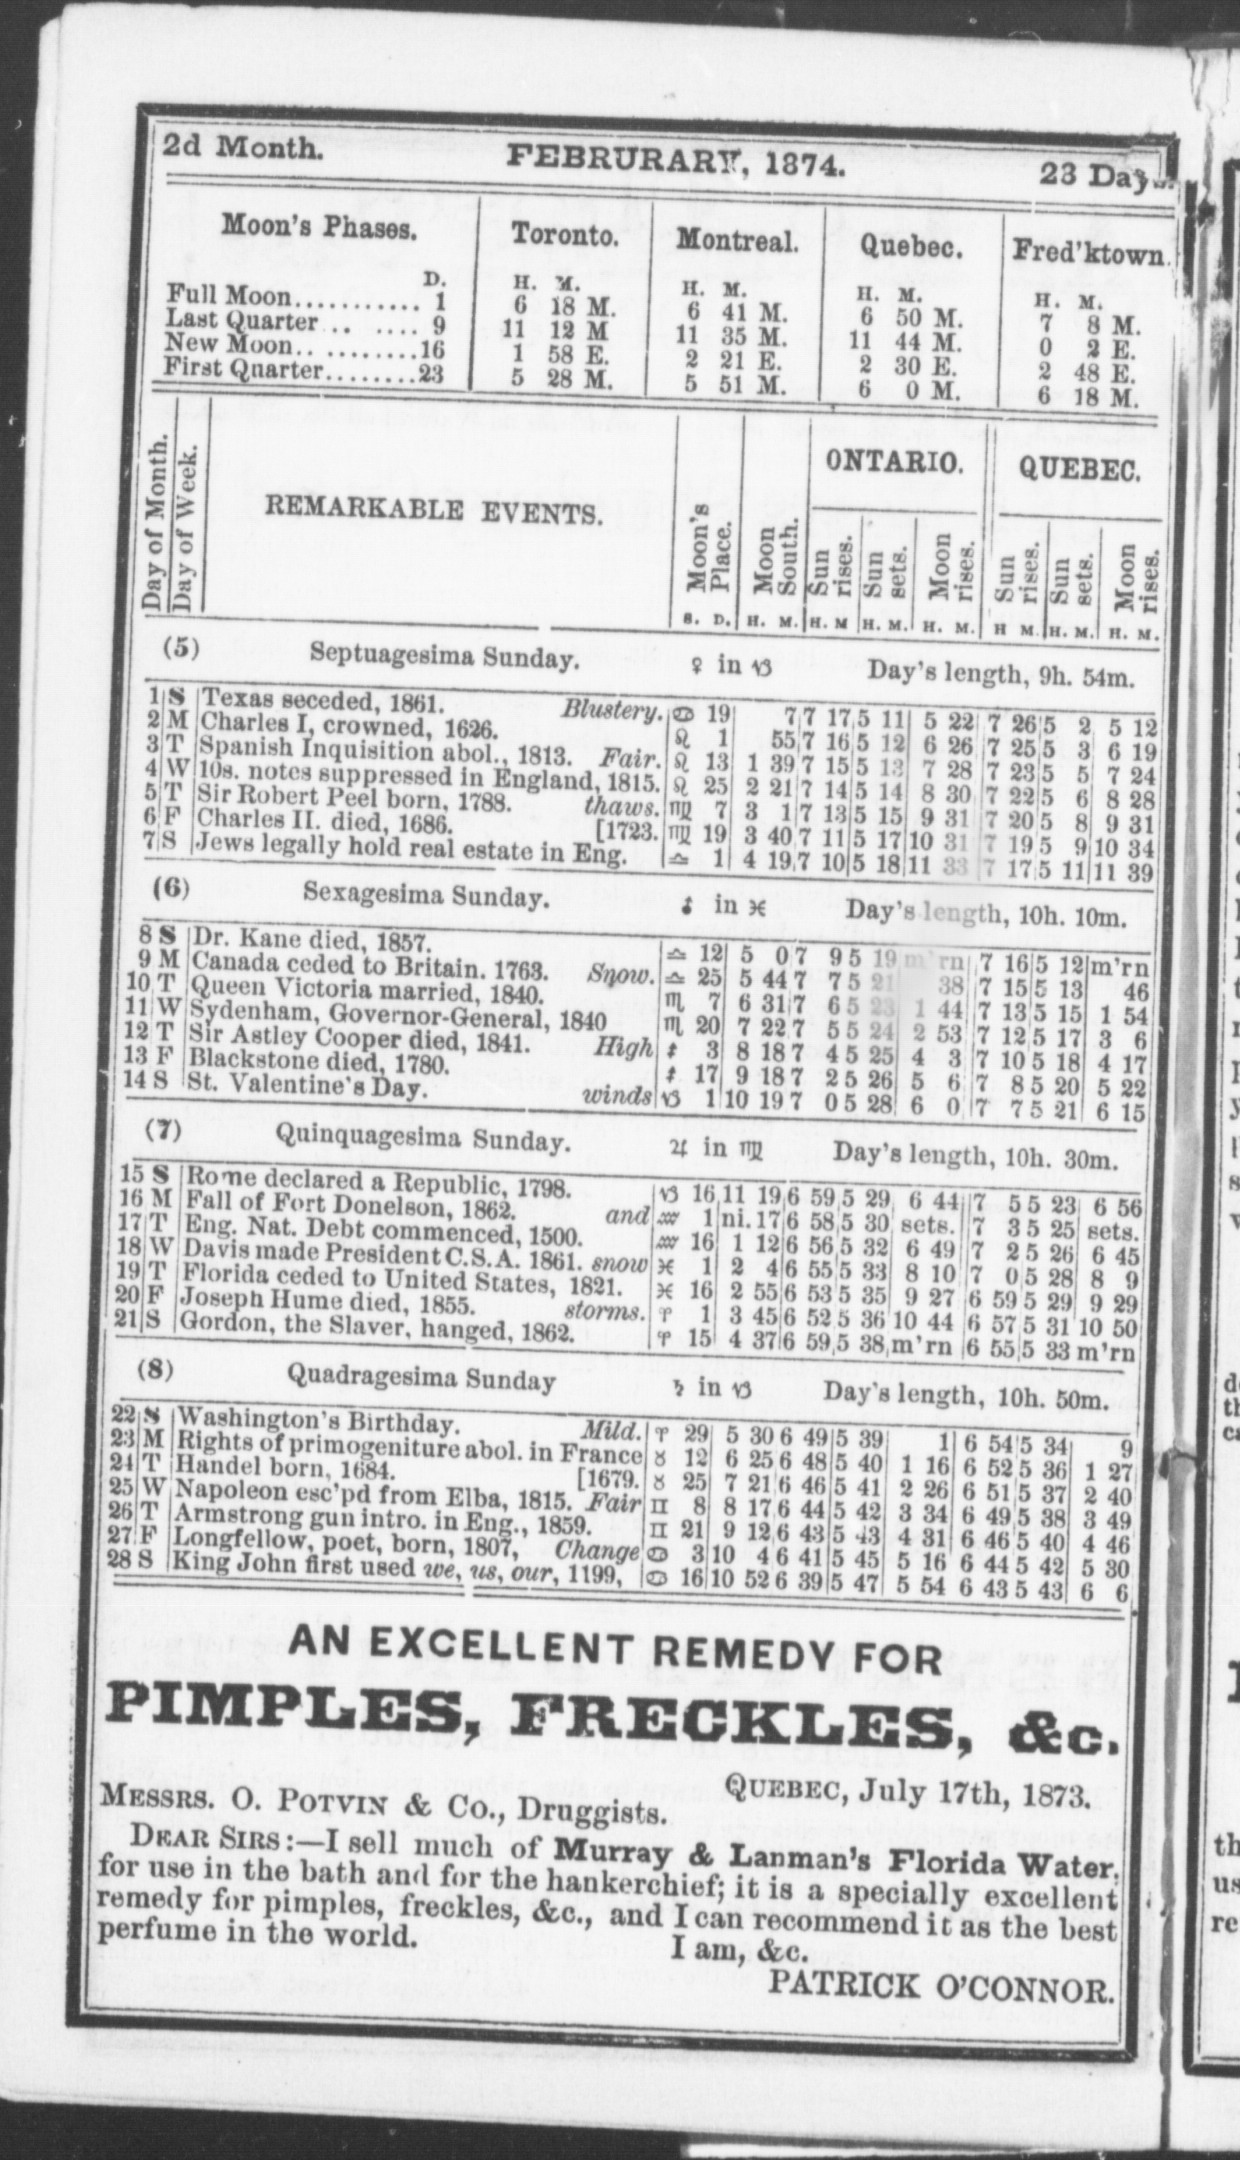 2d Month. FEBRURARY, 1874. 23 Days.
Moon's Phases. Toronto. Montreal. Quebec. Fred'ktown.
D. H. M. H. M. H. M. H. M.
Full Moon........... 1 6 18 M. 6 41 M. 6 50 M. 7 8 M.
Last Quarter ... .... 9 11 12 M 11 35 M. 11 44 M. 0 2 E.
New Moon.. .........16 1 58 E. 2 21 E. 2 30 E. 2 48 E.
First Quarter........23 5 28 M. 5 51 M. 6 0 M. 6 18 M.
Day of Month. Day of Week. REMARKABLE EVENTS. Moon's Place. Moon South. ONTARIO. QUEBEC.
Sun rises. Sun sets. Moon rises. Sun rises. Sun sets. Moon rises.
S. D. H. M. H. M H. M. H. M. H M. H. M. H. M.
(5) Septuagesima Sunday. ♀ in ♑ Day's length, 9h. 54m.
1 S Texas seceded, 1861. Blustery. ♋ 19 7 7 17 5 11 5 22 7 26 5 2 5 12
2 M Charles I, crowned, 1626. ♌ 1 55 7 16 5 12 6 26 7 25 5 3 6 19
3 T Spanish Inquisition abol., 1813. Fair. ♌ 13 1 39 7 15 5 13 7 28 7 23 5 5 7 24
4 W 10s. notes suppressed in England, 1815. ♌ 25 2 21 7 14 5 14 8 30 7 22 5 6 8 28
5 T Sir Robert Peel born, 1788. thaws. ♍ 7 3 1 7 13 5 15 9 31 7 20 5 8 9 31
6 F Charles II. died, 1686. [1723. ♍ 19 3 40 7 11 5 17 10 31 7 19 5 9 10 34
7 S Jews legally hold real estate in Eng. ♎ 1 4 19 7 10 5 18 11 33 7 17 5 11 11 39
(6) Sexagesima Sunday. ♐ in ♓ Day's length, 10h. 10m.
8 S Dr. Kane died, 1857. ♎ 12 5 0 7 9 5 19 m'rn 7 16 5 12 m'rn
9 M Canada ceded to Britain. 1763. Snow. ♎ 25 5 44 7 7 5 21 38 7 15 5 13 46
10 T Queen Victoria married, 1840. ♏ 7 6 31 7 6 5 23 1 44 7 13 5 15 1 54
11 W Sydenham, Governor-General, 1840 ♏ 20 7 22 7 5 5 24 2 53 7 12 5 17 3 6
12 T Sir Astley Cooper died, 1841. High ♐ 3 8 18 7 4 5 25 4 3 7 10 5 18 4 17
13 F Blackstone died, 1780. ♐ 17 9 18 7 2 5 26 5 6 7 8 5 20 5 22
14 S St. Valentine's Day. winds ♑ 1 10 19 7 0 5 28 6 0 7 7 5 21 6 15
(7) Quinquagesima Sunday. ♃ in ♍ Day's length, 10h. 30m.
15 S Rome declared a Republic, 1798. ♑ 16 11 19 6 59 5 29 6 44 7 5 5 23 6 56
16 M Fall of Fort Donelson, 1862. and ♒ 1 ni. 17 6 58 5 30 sets. 7 3 5 25 sets.
17 T Eng. Nat. Debt commenced, 1500. ♒ 16 1 12 6 56 5 32 6 49 7 2 5 26 6 45
18 W Davis made President C.S.A. 1861. snow ♓ 1 2 4 6 55 5 33 8 10 7 0 5 28 8 9
19 T Florida ceded to United States, 1821. ♓ 16 2 55 6 53 5 35 9 27 6 59 5 29 9 29
20 F Joseph Hume died, 1855. storms. ♈ 1 3 45 6 52 5 36 10 44 6 57 5 31 10 50
21 S Gordon, the Slaver, hanged, 1862. ♈ 15 4 37 6 59 5 38 m'rn 6 55 5 33 m'rn
(8) Quadragesima Sunday ♄ in ♑ Day's length, 10h. 50m.
22 S Washington's Birthday. Mild. ♈ 29 5 30 6 49 5 39 1 6 54 5 34 9
23 M Rights of primogeniture abol. in France ♉ 12 6 25 6 48 5 40 1 16 6 52 5 36 1 27
24 T Handel born, 1684. [1679. ♉ 25 7 21 6 46 5 41 2 26 6 51 5 37 2 40
25 W Napoleon esc'pd from Elba, 1815. Fair ♊ 8 8 17 6 44 5 42 3 34 6 49 5 38 3 49
26 T Armstrong gun intro. in Eng., 1859. ♊ 21 9 12 6 43 5 43 4 31 6 46 5 40 4 46
27 F Longfellow, poet, born, 1807, Change ♋ 3 10 4 6 41 5 45 5 16 6 44 5 42 5 30
28 S King John first used we, us, our, 1199, ♋ 16 10 52 6 39 5 47 5 54 6 43 5 43 6 6
AN EXCELLENT REMEDY FOR
PIMPLES, FRECKLES, &c.
QUEBEC, July 17th, 1873.
MESSRS. O. POTVIN & CO., Druggists.
DEAR SIRS:—I sell much of Murray & Lanman's Florida Water,
for use in the bath and for the hankerchief; it is a specially excellent
remedy for pimples, freckles, &c., and I can recommend it as the best
perfume in the world. I am, &c.
PATRICK O'CONNOR.